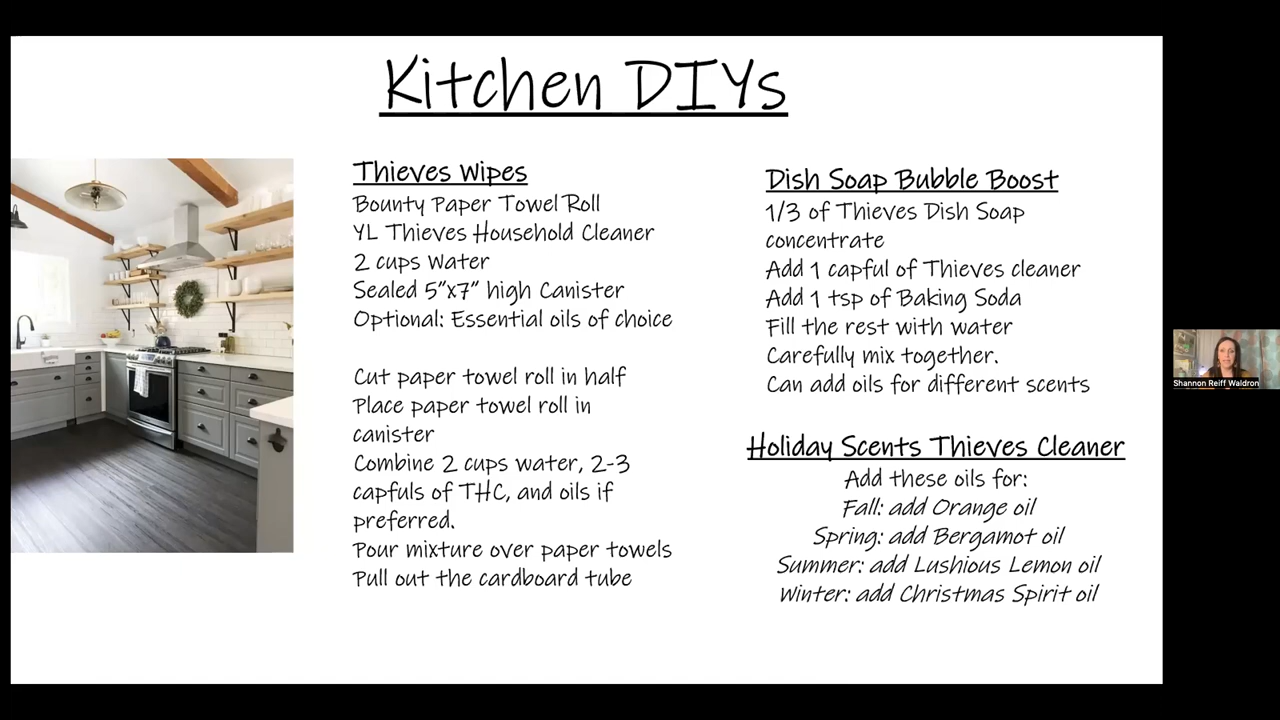 Kitchen DIYs
Thieves Wipes
Bounty Paper Towel Roll
YL Thieves Household Cleaner
2 cups Water
Sealed 5"x7" high Canister
Optional: Essential oils of choice
Cut paper towel roll in half
Place paper towel roll in
canister
Combine 2 cups water, 2-3
capfuls of THC, and oils if
preferred.
Pour mixture over paper towels
Pull out the cardboard tube
Dish Soap Bubble Boost
1/3 of Thieves Dish Soap
concentrate
Add 1 capful of Thieves cleaner
Add 1 tsp of Baking Soda
Fill the rest with water
Carefully mix together.
Can add oils for different scents
Holiday Scents Thieves Cleaner
Add these oils for:
Fall: add Orange oil
Spring: add Bergamot oil
Summer: add Lushious Lemon oil
Winter: add Christmas Spirit oil
Shannon Reiff Waldron